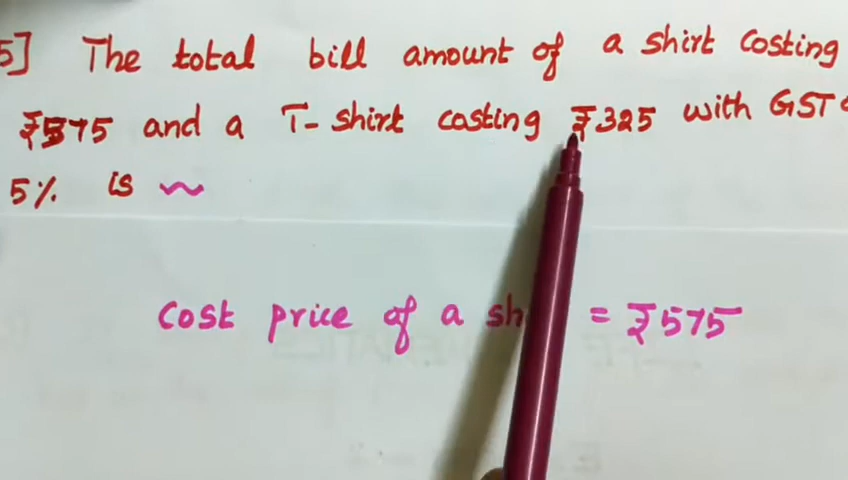 5] The total bill amount of a shirt costing
₹575 and a T-shirt costing ₹325 with GST
5% is ~
Cost price of a sh = ₹575